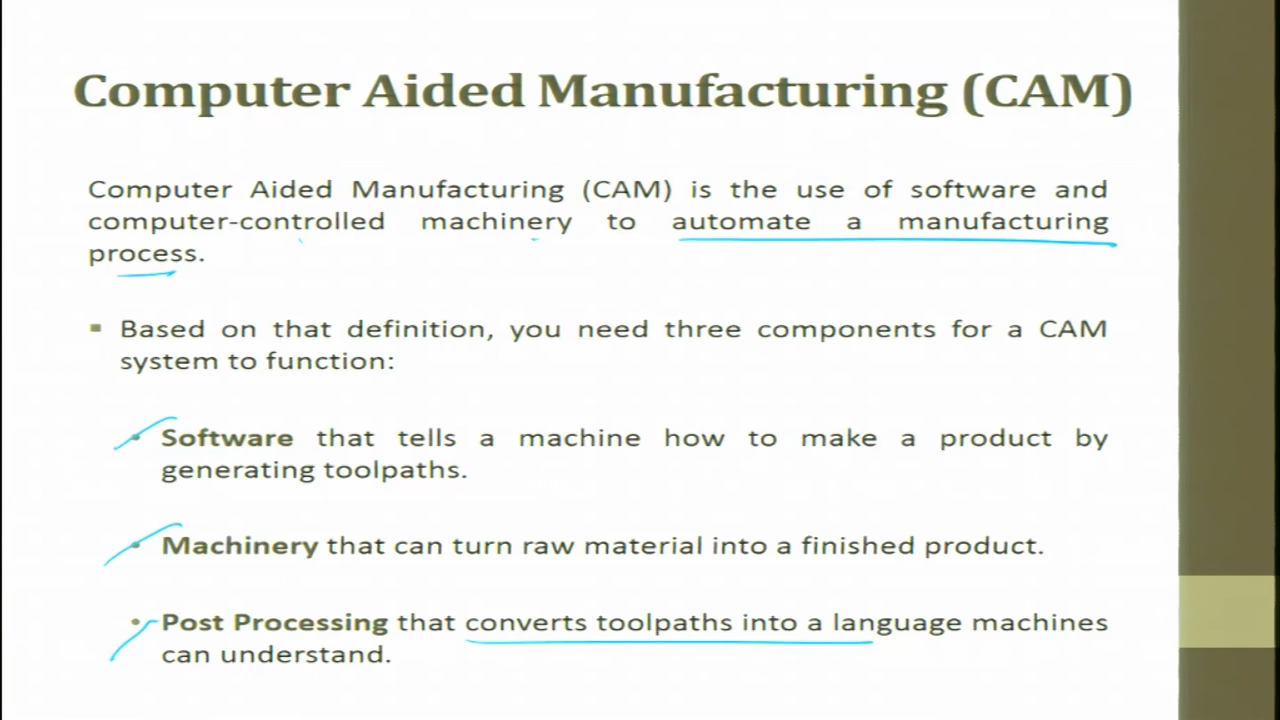 Computer Aided Manufacturing (CAM)
Computer Aided Manufacturing (CAM) is the use of software and
computer-controlled machinery to automate a manufacturing
process.
▪ Based on that definition, you need three components for a CAM
system to function:
• Software that tells a machine how to make a product by
generating toolpaths.
• Machinery that can turn raw material into a finished product.
• Post Processing that converts toolpaths into a language machines
can understand.